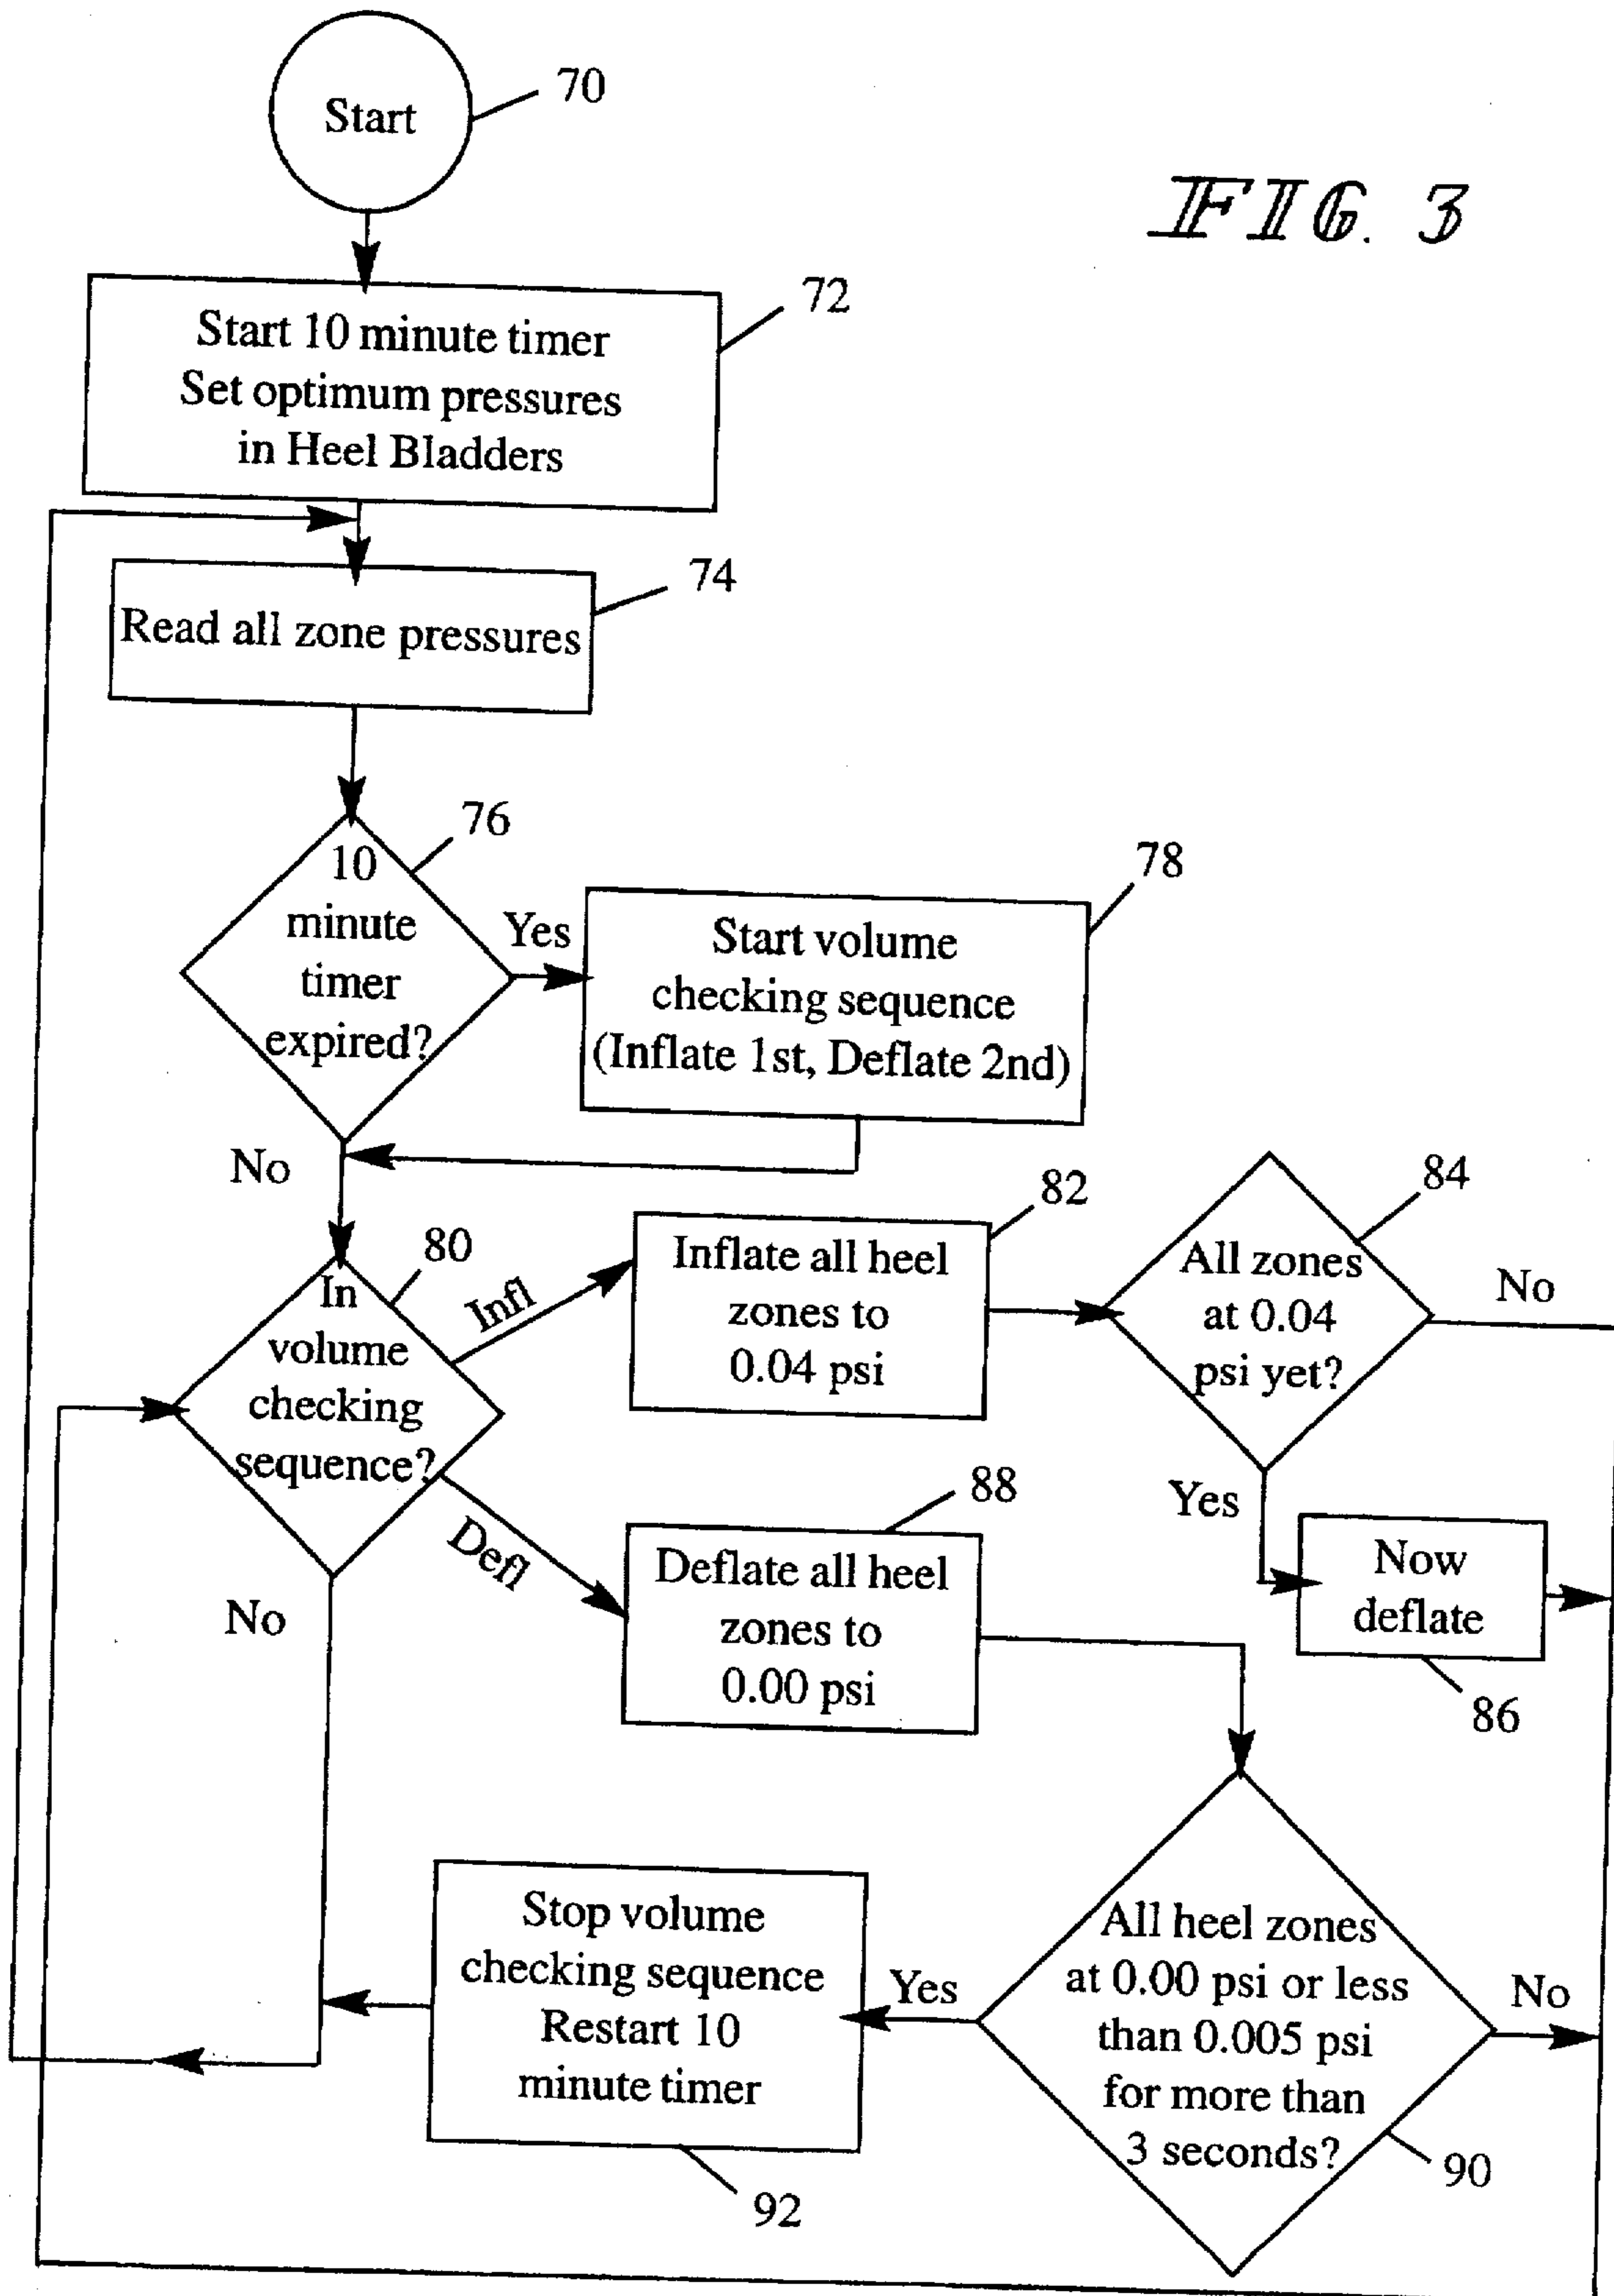 Start
70
FIG. 3
72
Start 10 minute timer
Set optimum pressures
in Heel Bladders
74
Read all zone pressures
76
10
minute
timer
expired?
Yes
78
Start volume
checking sequence
(Inflate 1st, Deflate 2nd)
No
80
In
volume
checking
sequence?
Infl
82
Inflate all heel
zones to
0.04 psi
84
All zones
at 0.04
psi yet?
No
Yes
Now
deflate
86
Defl
88
Deflate all heel
zones to
0.00 psi
No
All heel zones
at 0.00 psi or less
than 0.005 psi
for more than
3 seconds?
90
No
Yes
Stop volume
checking sequence
Restart 10
minute timer
92